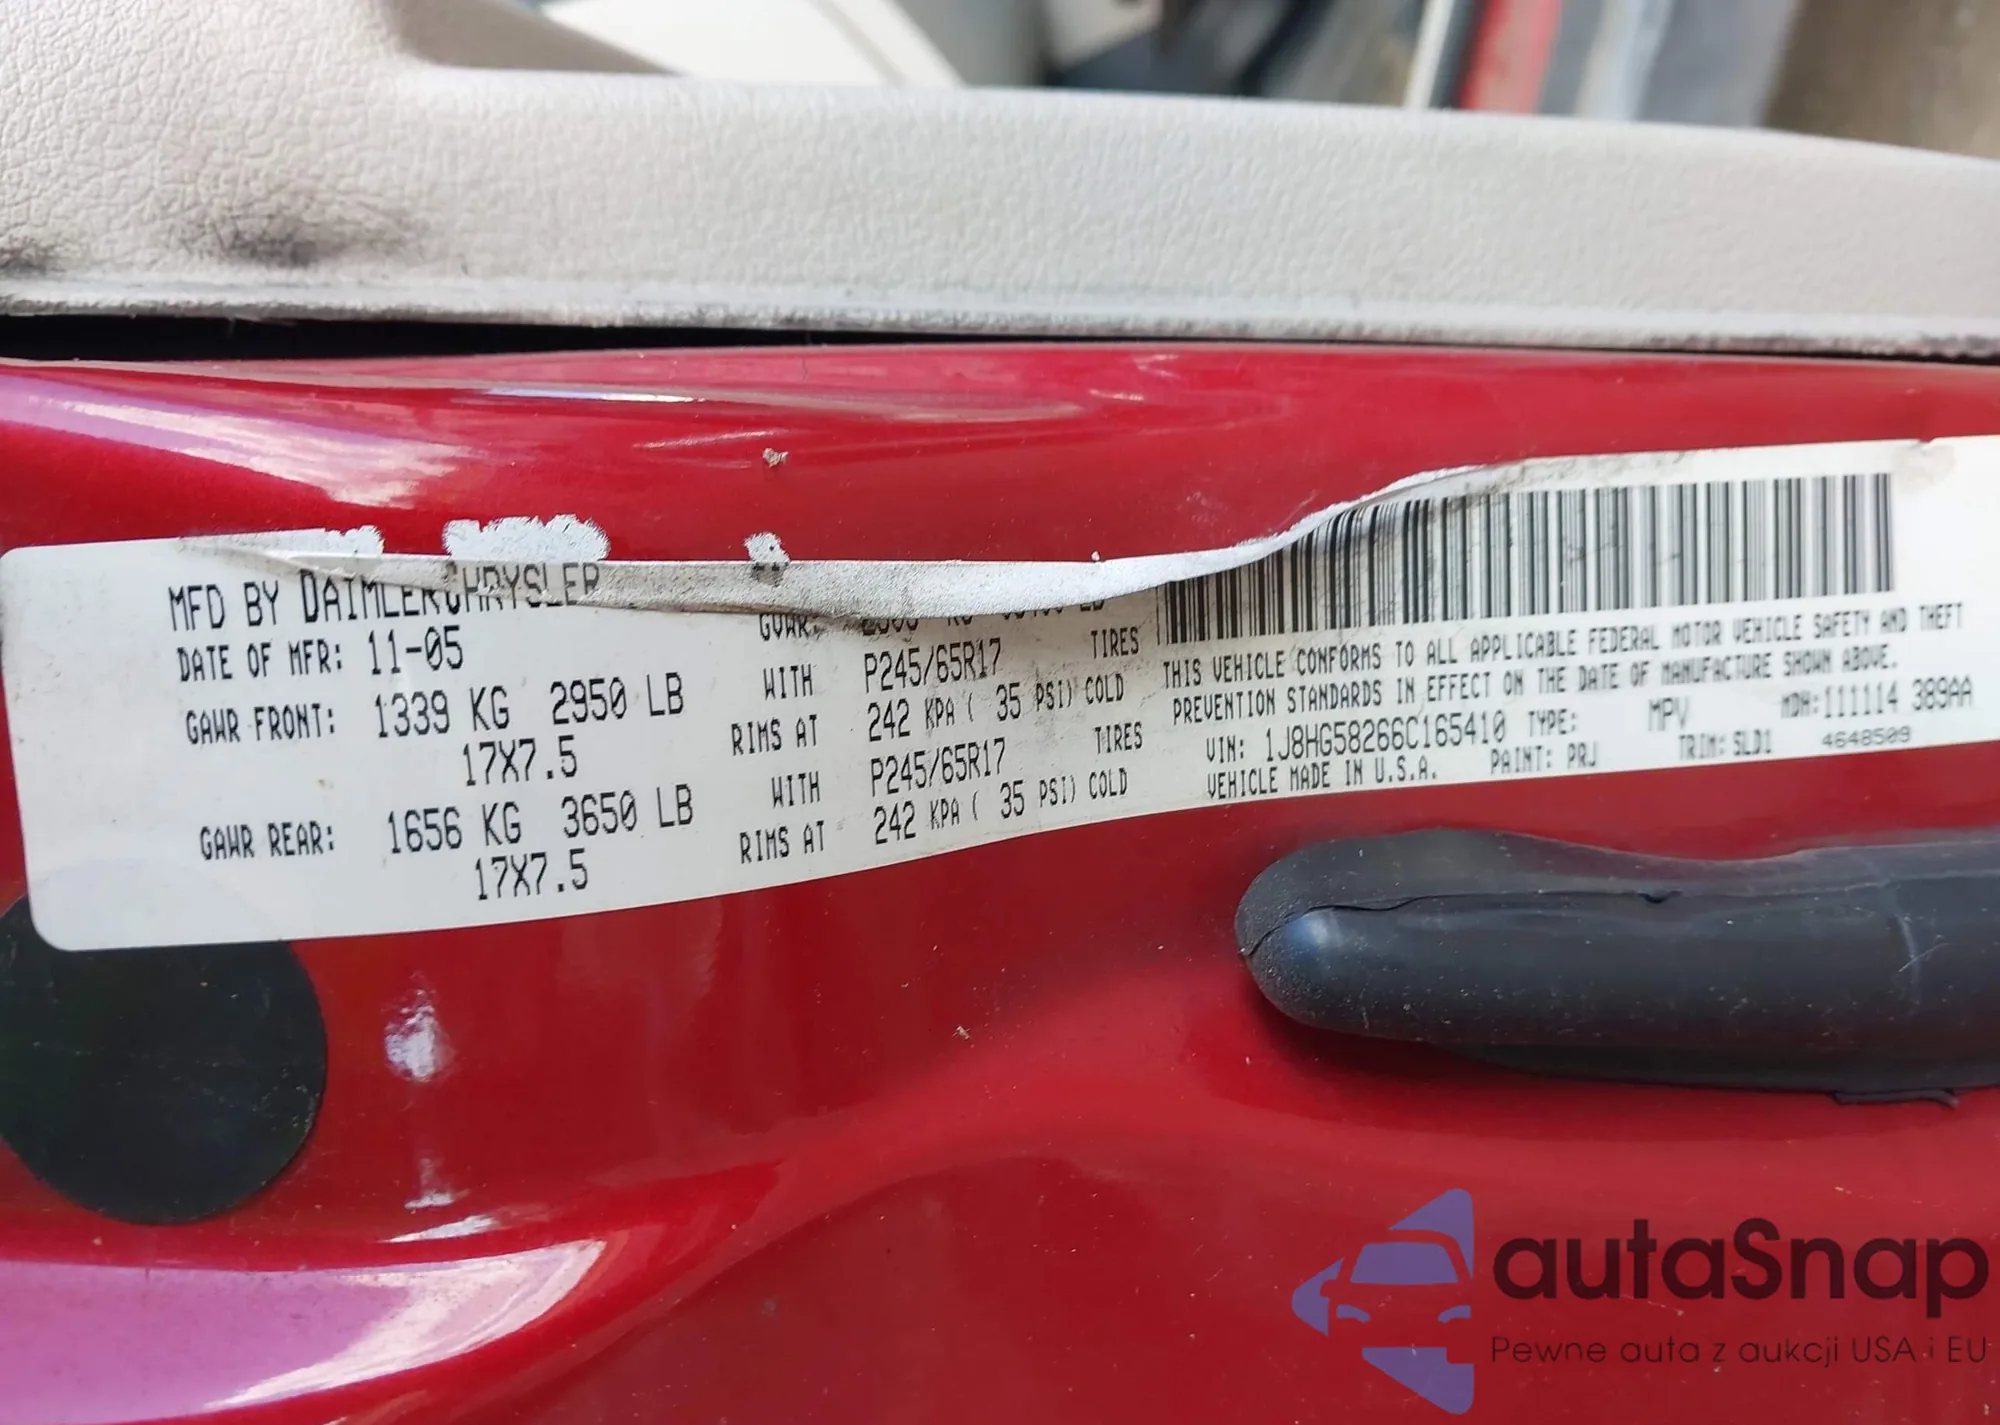 MFD BY DAIMLERCHRYSLER
DATE OF MFR: 11-05 GVWR:
GAWR FRONT: 1339 KG 2950 LB WITH P245/65R17 TIRES
17X7.5 RIMS AT 242 KPA ( 35 PSI) COLD
GAWR REAR: 1656 KG 3650 LB WITH P245/65R17 TIRES
17X7.5 RIMS AT 242 KPA ( 35 PSI) COLD
THIS VEHICLE CONFORMS TO ALL APPLICABLE FEDERAL MOTOR VEHICLE SAFETY AND THEFT
PREVENTION STANDARDS IN EFFECT ON THE DATE OF MANUFACTURE SHOWN ABOVE.
VIN: 1J8HG58266C165410 TYPE: MPV MDH:111114 389AA
VEHICLE MADE IN U.S.A. PAINT: PRJ TRIM: SLD1 4648509
autaSnap
Pewne auta z aukcji USA i EU